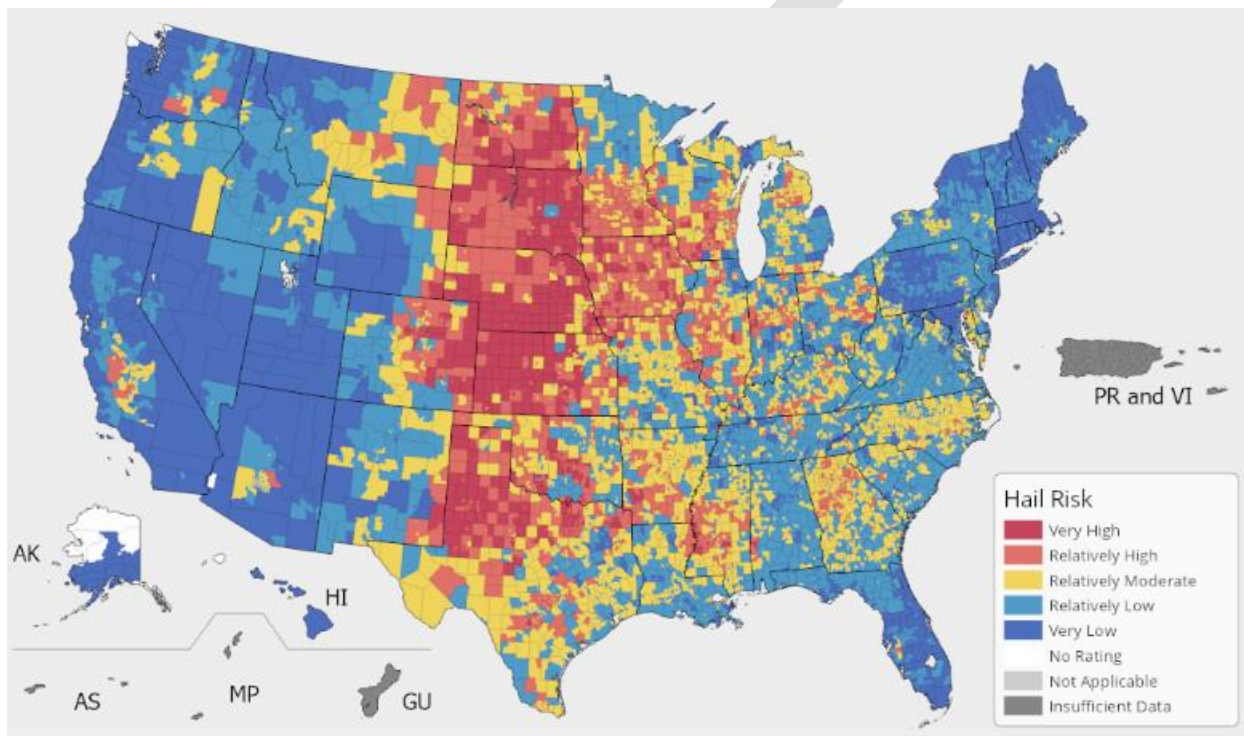 PR and VI
AK
HI
AS
MP
GU
Hail Risk
Very High
Relatively High
Relatively Moderate
Relatively Low
Very Low
No Rating
Not Applicable
Insufficient Data